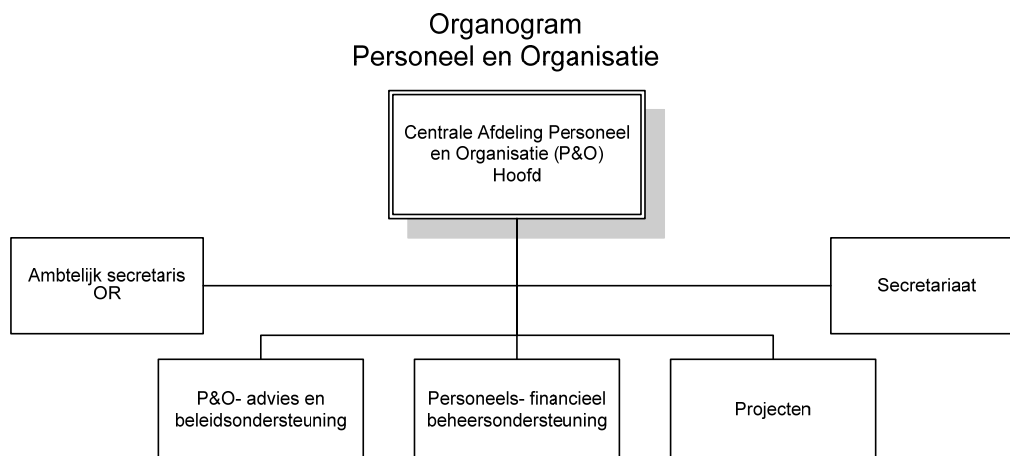 Organogram
Personeel en Organisatie
Centrale Afdeling Personeel
en Organisatie (P&O)
Hoofd
Ambtelijk secretaris
OR
Secretariaat
P&O- advies en
beleidsondersteuning
Personeels- financieel
beheersondersteuning
Projecten